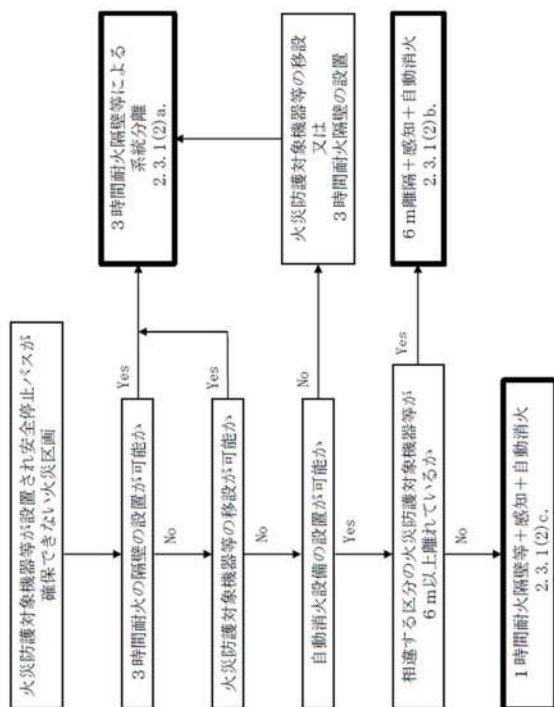 火災防護対象機器等が設置され安全停止パスが
確保できない火災区画
3時間耐火の隔壁の設置が可能か
Yes
3時間耐火隔壁等による
系統分離
2.3.1(2)a.
No
火災防護対象機器等の移設が可能か
Yes
No
自動消火設備の設置が可能か
No
火災防護対象機器等の移設
又は
3時間耐火隔壁の設置
Yes
相違する区分の火災防護対象機器等が
6m以上離れているか
Yes
6m離隔+感知+自動消火
2.3.1(2)b.
No
1時間耐火隔壁等+感知+自動消火
2.3.1(2)c.